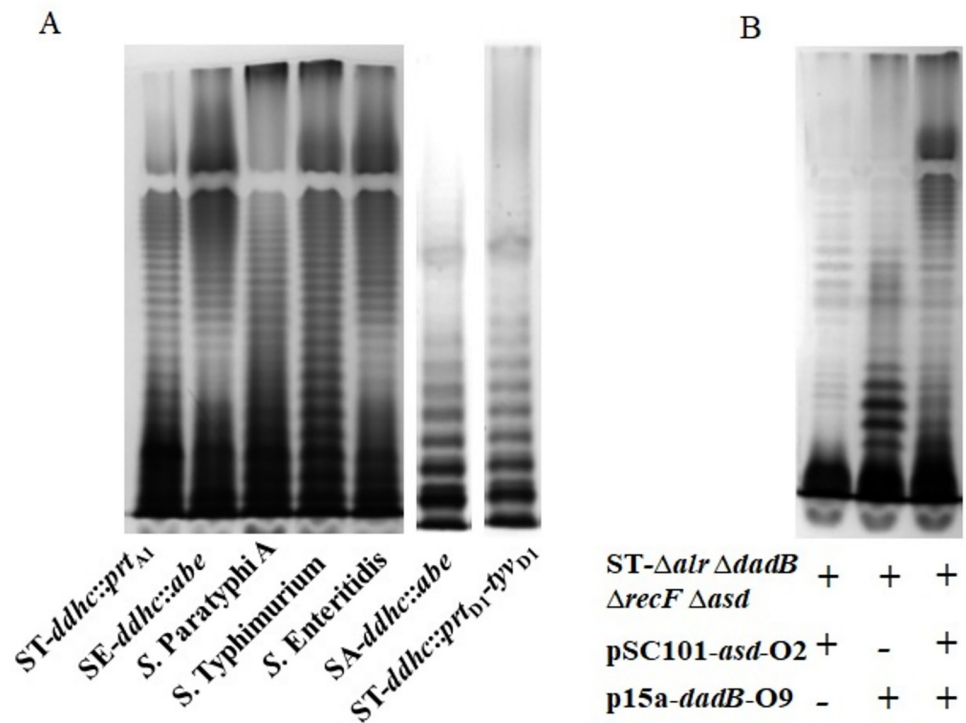 A
B
ST-ddhc::prtA1
SE-ddhc::abe
S. Paratyphi A
S. Typhimurium
S. Enteritidis
SA-ddhc::abe
ST-ddhc::prtD1-tyvD1
ST-Δalr ΔdadB + + +
ΔrecF Δasd
pSC101-asd-O2 + - +
p15a-dadB-O9 - + +